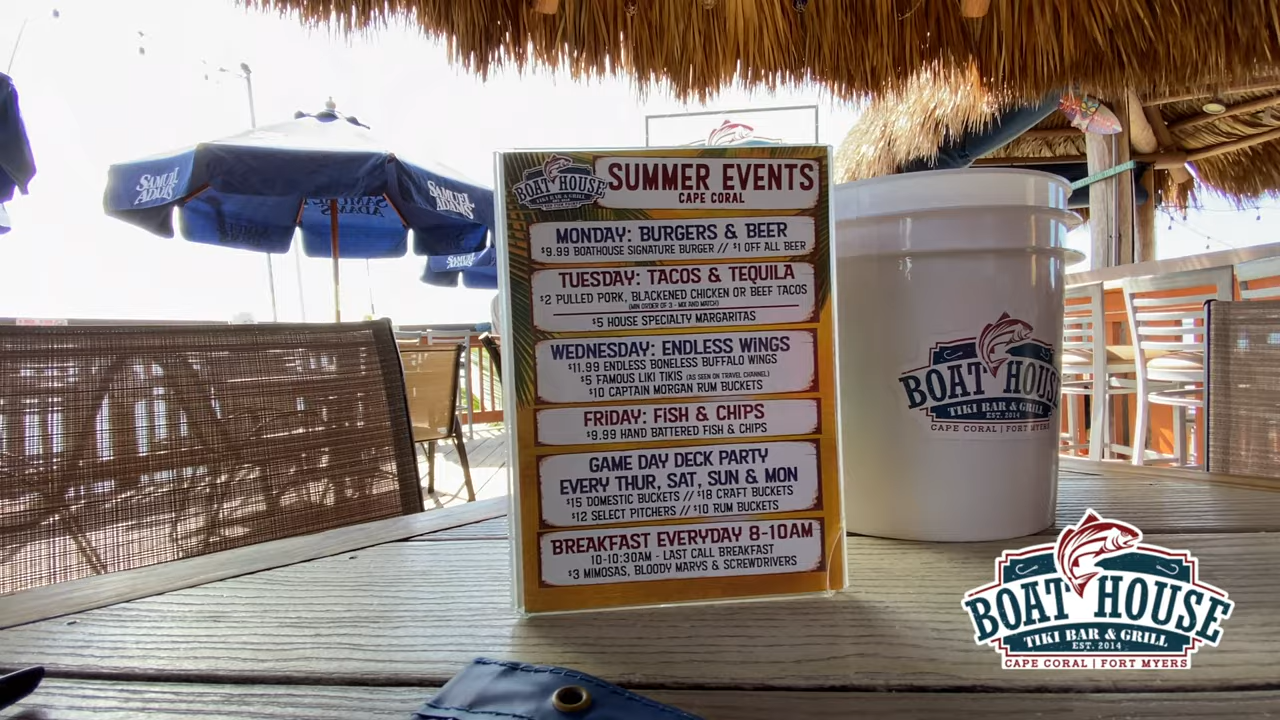 SAMUEL
ADAMS
SAMUEL
ADAMS
SAMUEL
ADAMS
SAMUEL
BOAT HOUSE
TIKI BAR & GRILL
SUMMER EVENTS
CAPE CORAL
MONDAY: BURGERS & BEER
$9.99 BOATHOUSE SIGNATURE BURGER // $1 OFF ALL BEER
TUESDAY: TACOS & TEQUILA
$2 PULLED PORK, BLACKENED CHICKEN OR BEEF TACOS
(MIN ORDER OF 3 - MIX AND MATCH)
$5 HOUSE SPECIALTY MARGARITAS
WEDNESDAY: ENDLESS WINGS
$11.99 ENDLESS BONELESS BUFFALO WINGS
$5 FAMOUS LIKI TIKIS (AS SEEN ON TRAVEL CHANNEL)
$10 CAPTAIN MORGAN RUM BUCKETS
FRIDAY: FISH & CHIPS
$9.99 HAND BATTERED FISH & CHIPS
GAME DAY DECK PARTY
EVERY THUR, SAT, SUN & MON
$15 DOMESTIC BUCKETS // $18 CRAFT BUCKETS
$12 SELECT PITCHERS // $10 RUM BUCKETS
BREAKFAST EVERYDAY 8-10AM
10-10:30AM - LAST CALL BREAKFAST
$3 MIMOSAS, BLOODY MARYS & SCREWDRIVERS
BOAT HOUSE
TIKI BAR & GRILL
EST. 2014
CAPE CORAL | FORT MYERS
BOAT HOUSE
TIKI BAR & GRILL
EST. 2014
CAPE CORAL | FORT MYERS